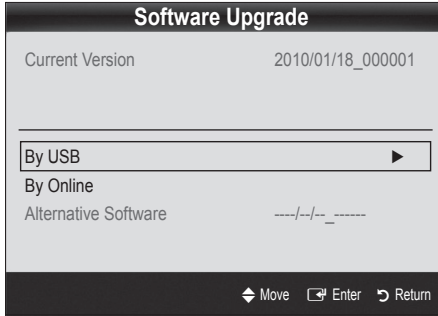 Software Upgrade
Current Version 2010/01/18_000001
By USB ►
By Online
Alternative Software ----/--/--_------
Move Enter Return